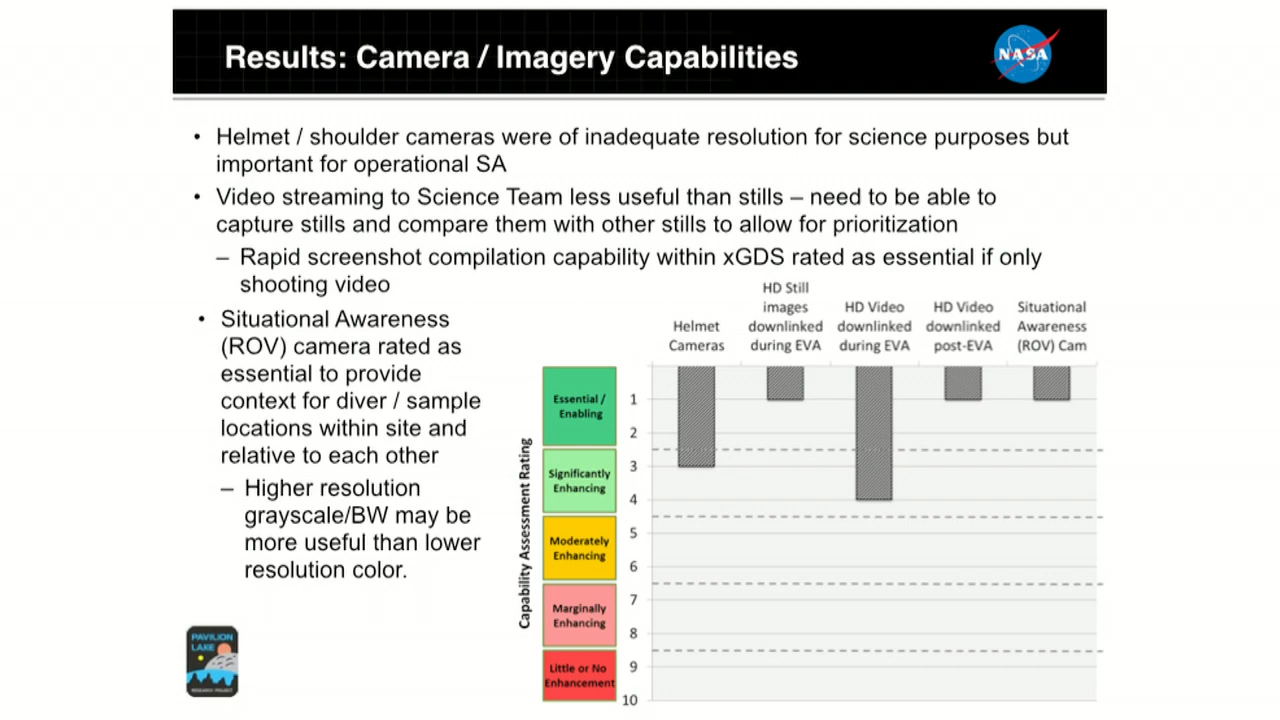 Results: Camera / Imagery Capabilities
NASA
• Helmet / shoulder cameras were of inadequate resolution for science purposes but
important for operational SA
• Video streaming to Science Team less useful than stills – need to be able to
capture stills and compare them with other stills to allow for prioritization
– Rapid screenshot compilation capability within xGDS rated as essential if only
shooting video
• Situational Awareness
(ROV) camera rated as
essential to provide
context for diver / sample
locations within site and
relative to each other
– Higher resolution
grayscale/BW may be
more useful than lower
resolution color.
Helmet
Cameras
HD Still
images
downlinked
during EVA
HD Video
downlinked
during EVA
HD Video
downlinked
post-EVA
Situational
Awareness
(ROV) Cam
Capability Assessment Rating
Essential /
Enabling
Significantly
Enhancing
Moderately
Enhancing
Marginally
Enhancing
Little or No
Enhancement
1
2
3
4
5
6
7
8
9
10
PAVILION
LAKE
RESEARCH PROJECT